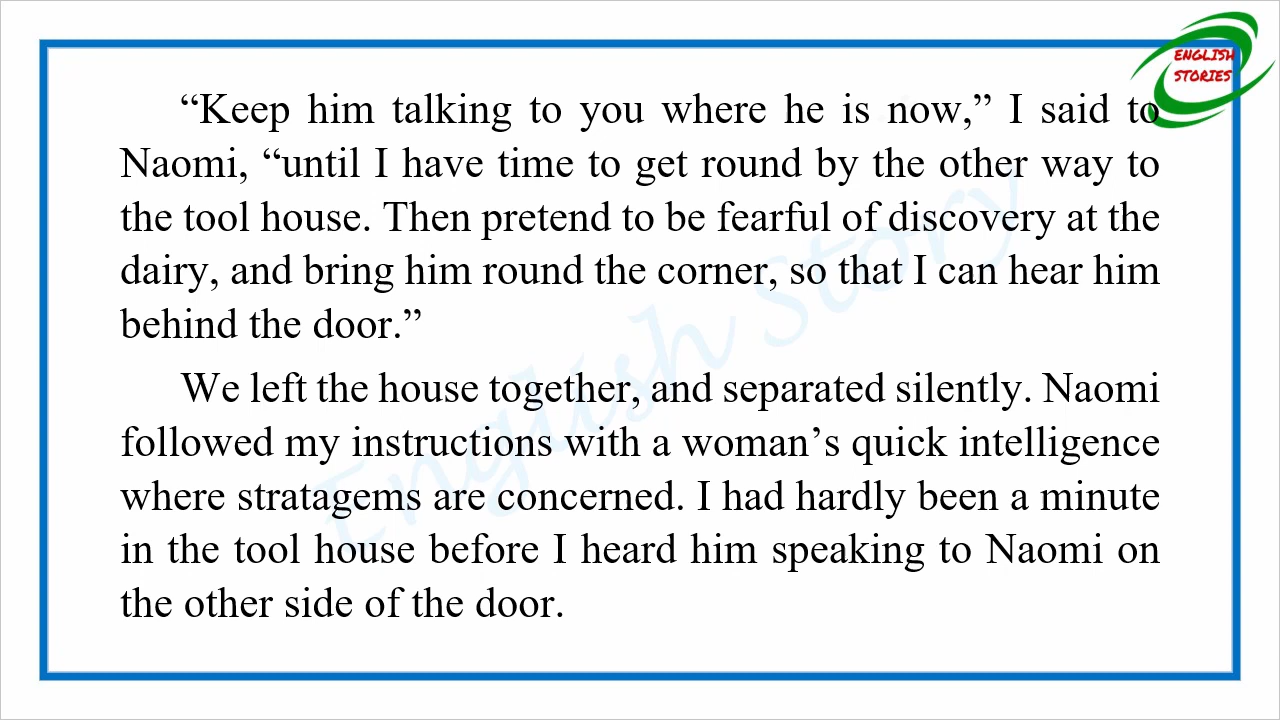 ENGLISH
STORIES
“Keep him talking to you where he is now,” I said to
Naomi, “until I have time to get round by the other way to
the tool house. Then pretend to be fearful of discovery at the
dairy, and bring him round the corner, so that I can hear him
behind the door.”
We left the house together, and separated silently. Naomi
followed my instructions with a woman’s quick intelligence
where stratagems are concerned. I had hardly been a minute
in the tool house before I heard him speaking to Naomi on
the other side of the door.
English Story